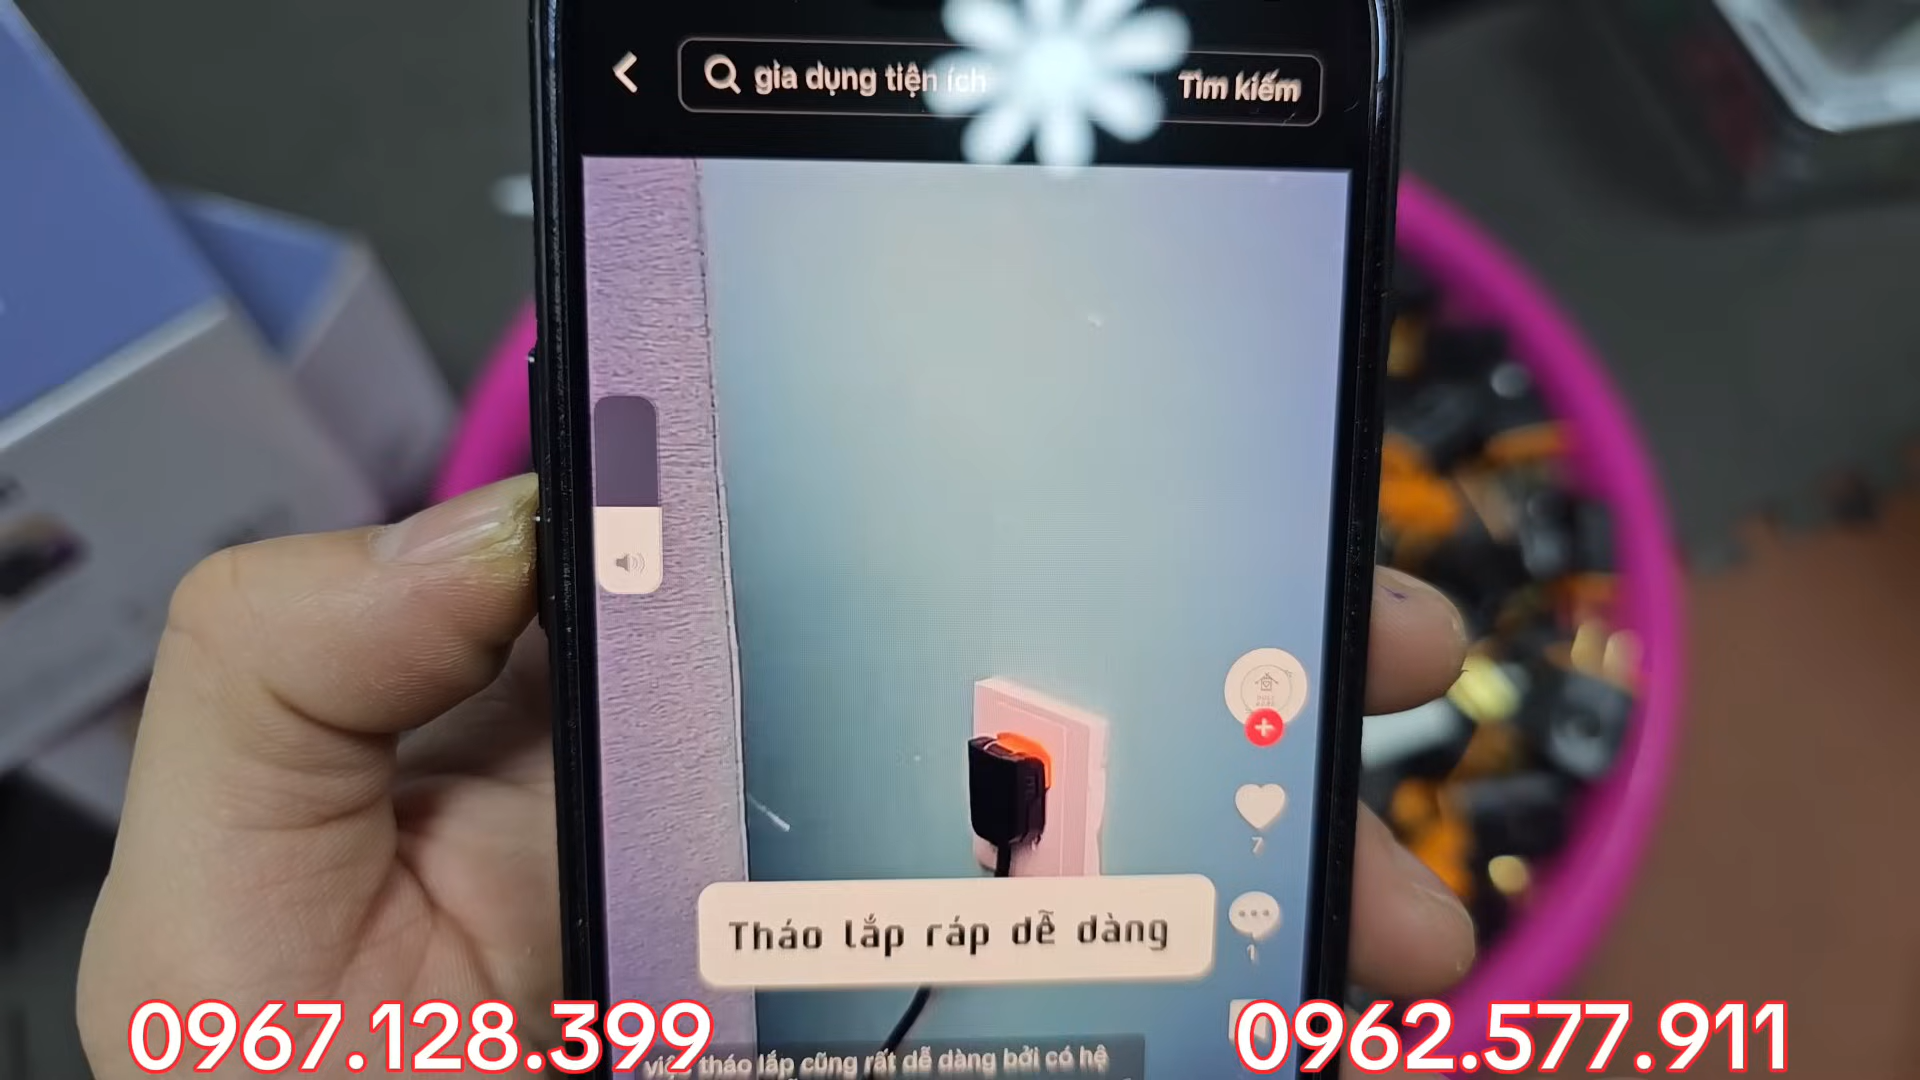 gia dụng tiện ích
Tìm kiếm
7
Tháo lắp ráp dễ dàng
1
việc tháo lắp cũng rất dễ dàng bởi có hệ
0967.128.399
0962.577.911